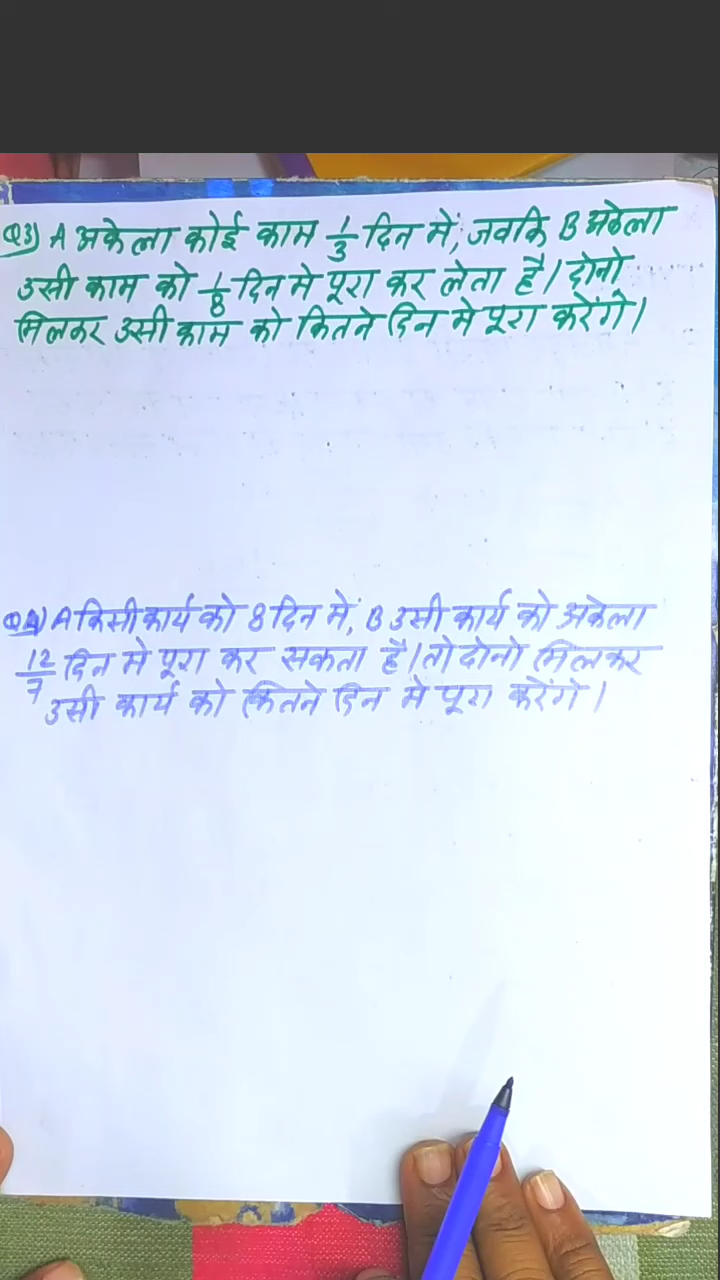 Q3) A अकेला कोई काम 1/3 दिन में, जबकि B अकेला
उसी काम को 1/8 दिन मे पूरा कर लेता है। दोनो
मिलकर उसी काम को कितने दिन मे पूरा करेंगे।
Q4) A किसी कार्य को 8 दिन में, B उसी कार्य को अकेला
12/7 दिन मे पूरा कर सकता है। तो दोनो मिलकर
उसी कार्य को कितने दिन मे पूरा करेंगे।